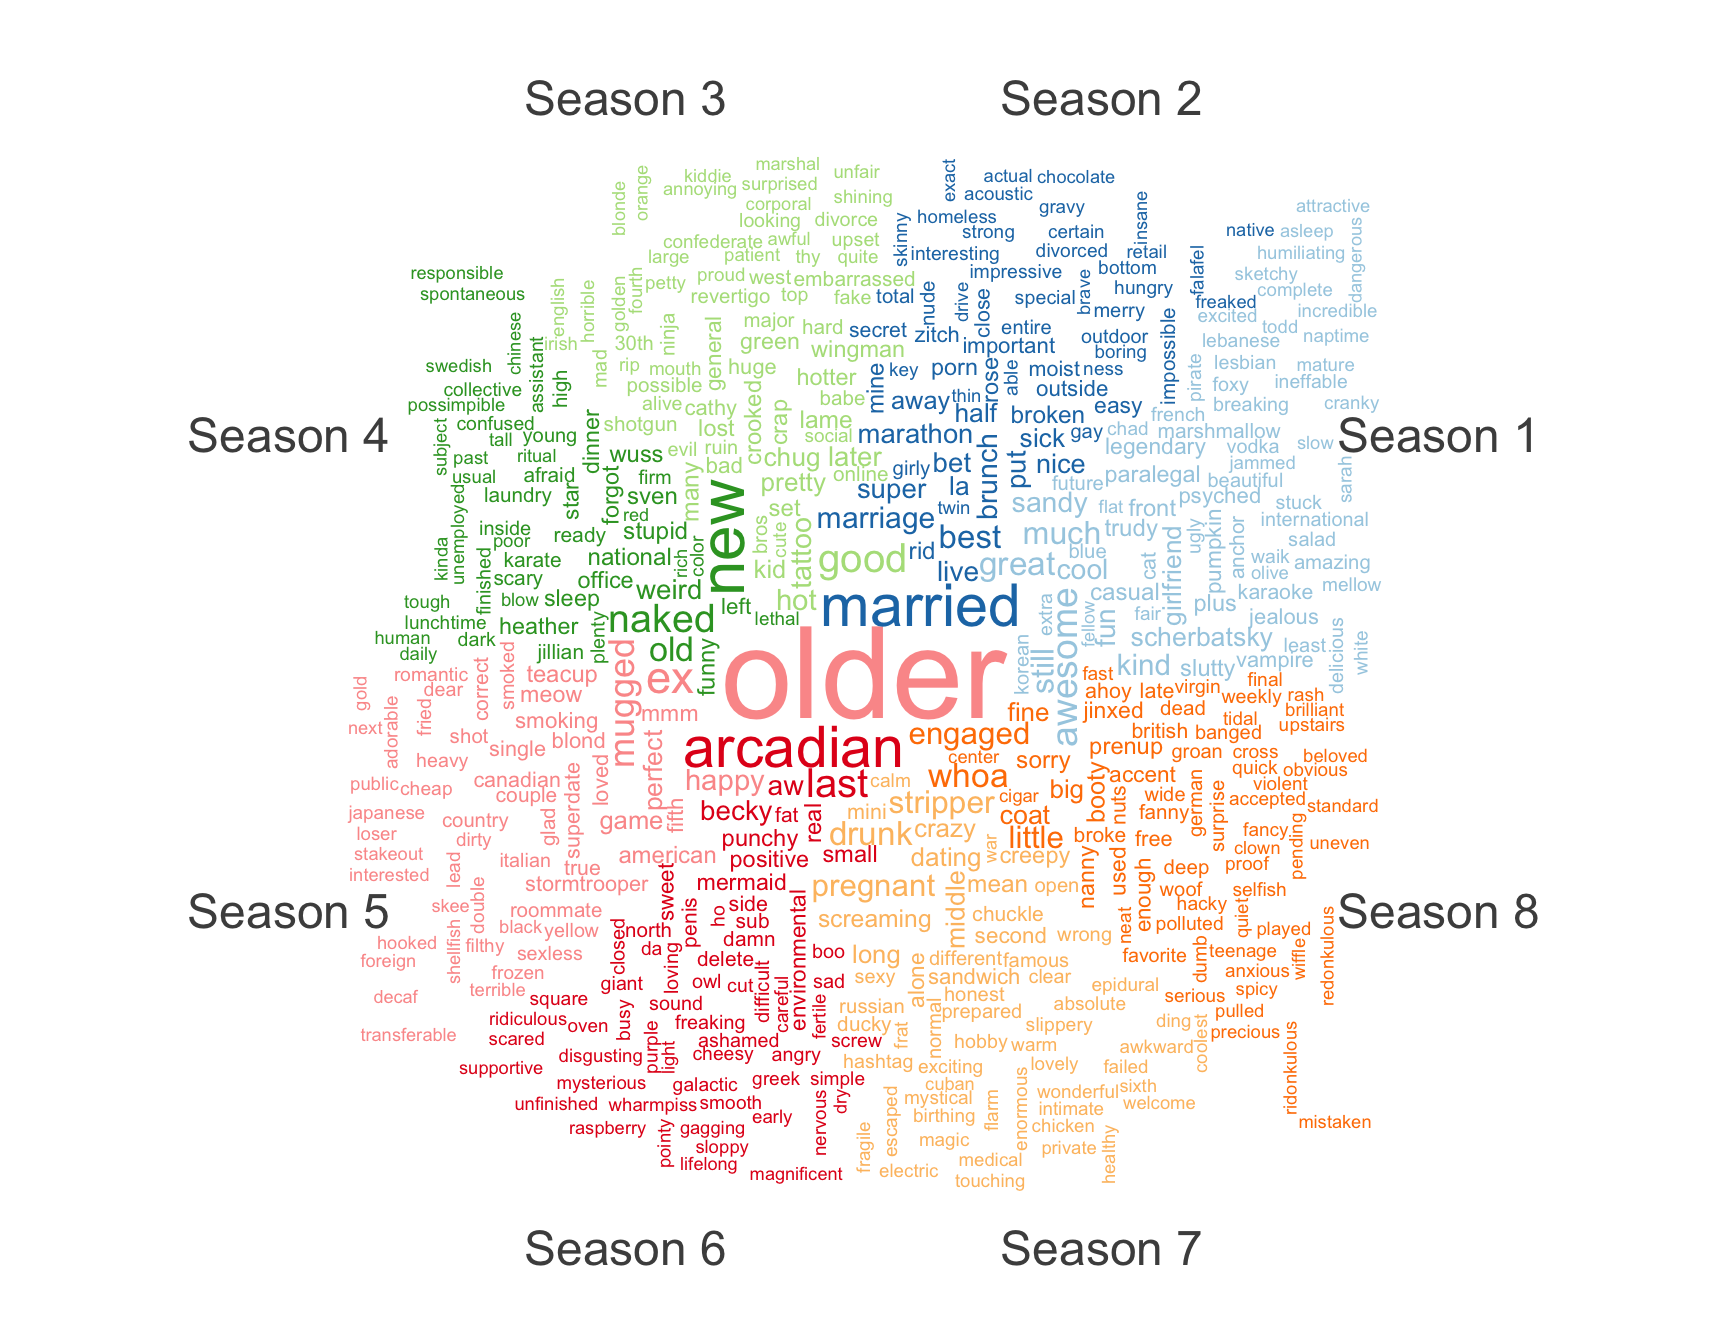 Season 3
Season 2
Season 4
Season 1
Season 5
Season 8
Season 6
Season 7
marshal
unfair
kiddie
annoying
surprised
orange
blonde
corporal
shining
looking
divorce
confederate
awful
upset
large
patient
thy
quite
petty
proud
west
embarrassed
fourth
golden
revertigo
top
fake
english
horrible
irish
30th
ninja
general
major
hard
green
wingman
mad
rip
mouth
huge
hotter
possible
babe
alive
cathy
crooked
crap
lame
shotgun
lost
social
evil
ruin
chug
later
many
bad
pretty
online
set
bros
cute
tattoo
good
kid
hot
exact
actual
chocolate
acoustic
gravy
insane
skinny
homeless
strong
certain
interesting
divorced
retail
native
impressive
bottom
falafel
total
nude
drive
close
special
brave
hungry
merry
freaked
secret
zitch
entire
important
outdoor
boring
impossible
mine
key
porn
rose
able
moist
ness
outside
away
thin
half
broken
easy
marathon
sick
gay
girly
bet
brunch
put
nice
super
la
twin
marriage
best
rid
live
married
attractive
asleep
dangerous
humiliating
sketchy
complete
excited
incredible
todd
lebanese
naptime
pirate
lesbian
mature
foxy
ineffable
breaking
cranky
french
chad
marshmallow
legendary
vodka
slow
jammed
sarah
paralegal
beautiful
future
psyched
stuck
sandy
flat
front
international
much
trudy
ugly
pumpkin
anchor
salad
great
blue
cool
cat
girlfriend
waik
amazing
olive
mellow
casual
karaoke
awesome
extra
fellow
fun
fair
plus
jealous
scherbatsky
least
delicious
white
korean
still
kind
slutty
vampire
responsible
spontaneous
chinese
swedish
assistant
high
collective
possimpible
confused
subject
tall
young
dinner
wuss
past
ritual
usual
afraid
firm
laundry
star
forgot
sven
new
unemployed
inside
poor
ready
red
stupid
kinda
finished
karate
national
rich
color
scary
office
weird
tough
blow
sleep
left
lunchtime
heather
naked
lethal
human
dark
plenty
daily
jillian
old
funny
older
gold
romantic
dear
correct
smoked
teacup
mugged
ex
next
adorable
fried
meow
mmm
smoking
shot
single
blond
heavy
perfect
happy
public
cheap
canadian
couple
superdate
loved
japanese
country
glad
game
fifth
loser
dirty
stakeout
italian
true
american
interested
lead
stormtrooper
skee
double
roommate
black
yellow
hooked
filthy
shellfish
sexless
foreign
frozen
decaf
terrible
transferable
arcadian
aw
last
becky
fat
real
punchy
positive
small
sweet
mermaid
penis
ho
side
sub
environmental
closed
north
da
loving
damn
boo
delete
difficult
giant
owl
cut
careful
sad
square
sound
fertile
ridiculous
oven
busy
freaking
scared
purple
light
ashamed
screw
disgusting
cheesy
angry
supportive
mysterious
galactic
greek
simple
unfinished
wharmpiss
smooth
early
nervous
dry
raspberry
pointy
gagging
sloppy
lifelong
magnificent
calm
mini
stripper
drunk
crazy
war
dating
creepy
pregnant
middle
mean
open
screaming
chuckle
second
wrong
long
alone
different
famous
sexy
sandwich
clear
epidural
honest
russian
prepared
absolute
ducky
frat
normal
slippery
ding
hobby
warm
awkward
coolest
hashtag
exciting
lovely
failed
cuban
mystical
wonderful
sixth
birthing
flarm
enormous
intimate
welcome
escaped
chicken
fragile
magic
private
healthy
medical
electric
touching
fast
final
ahoy
late
virgin
weekly
rash
fine
jinxed
dead
tidal
brilliant
upstairs
engaged
british
banged
center
sorry
prenup
groan
cross
beloved
whoa
quick
obvious
cigar
big
booty
accent
violent
coat
nuts
wide
german
surprise
accepted
standard
fanny
little
broke
free
fancy
pending
uneven
clown
nanny
used
enough
deep
proof
woof
selfish
hacky
neat
polluted
quiet
played
redonkulous
favorite
dumb
teenage
wiffle
anxious
serious
spicy
pulled
precious
ridonkulous
mistaken